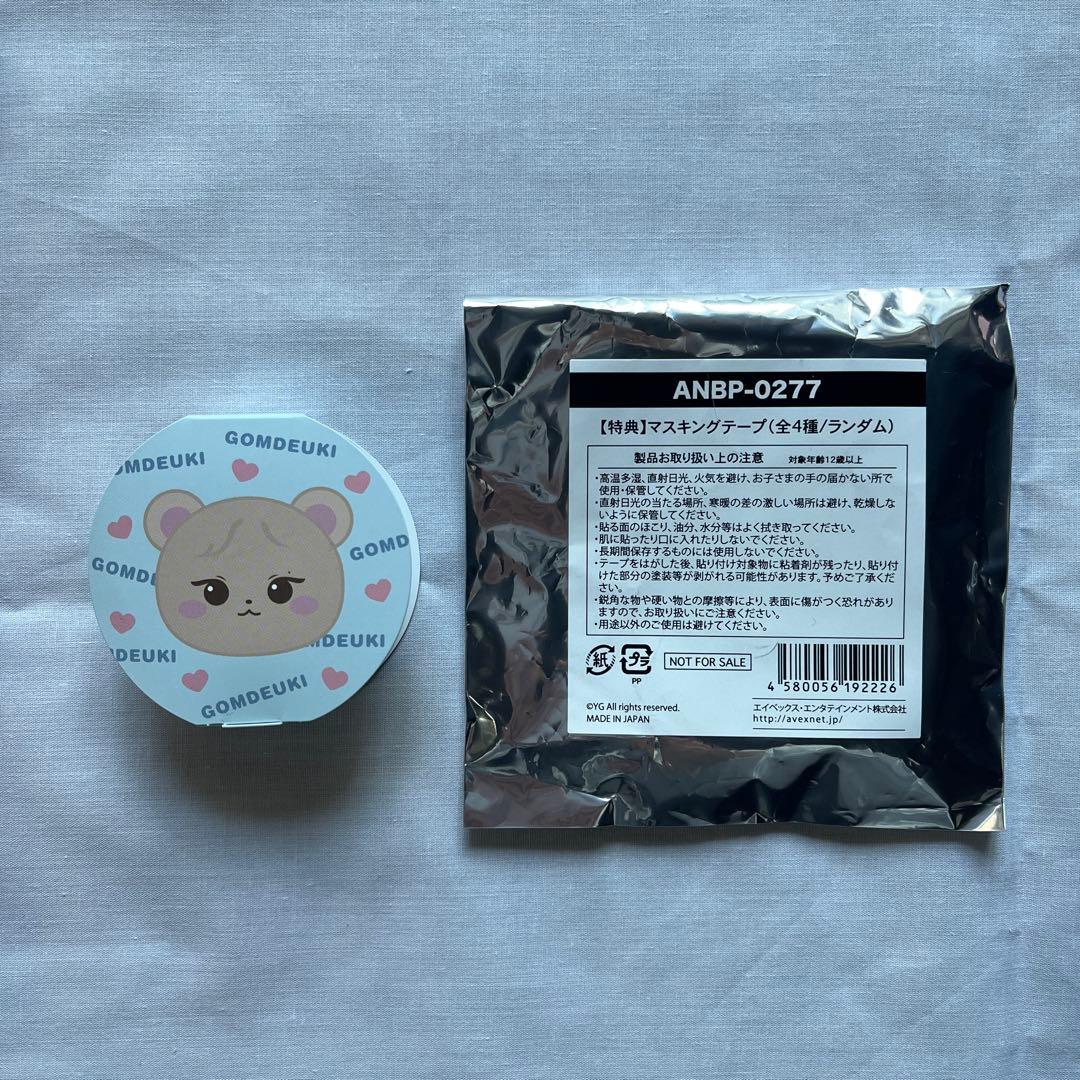 GOMDEUKI
OMDEUKI
GOMD
GOMD
MDEUKI
DEUKI
GOMDEUKI
ANBP-0277
【特典】マスキングテープ(全4種/ランダム)
製品お取り扱い上の注意 対象年齢12歳以上
・高温多湿、直射日光、火気を避け、お子さまの手の届かない所で
使用・保管してください。
・直射日光の当たる場所、寒暖の差の激しい場所は避け、乾燥しな
いように保管してください。
・貼る面のほこり、油分、水分等はよく拭き取ってください。
・肌に貼ったり口に入れたりしないでください。
・長期間保存するものには使用しないでください。
・テープをはがした後、貼り付け対象物に粘着剤が残ったり、貼り付
けた部分の塗装等が剥がれる可能性があります。予めご了承くだ
さい。
・鋭角な物や硬い物との摩擦等により、表面に傷がつく恐れがあり
ますので、お取り扱いにご注意ください。
・用途以外のご使用は避けてください。
紙 プラ PP NOT FOR SALE
4 580056 192226
©YG All rights reserved.
MADE IN JAPAN
エイベックス・エンタテインメント株式会社
http://avexnet.jp/